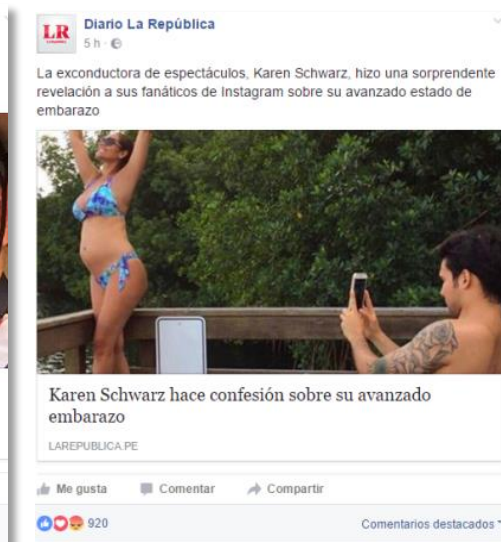 LR
Diario La República
5 h ·
La exconductora de espectáculos, Karen Schwarz, hizo una sorprendente
revelación a sus fanáticos de Instagram sobre su avanzado estado de
embarazo
Karen Schwarz hace confesión sobre su avanzado
embarazo
LAREPUBLICA.PE
Me gusta Comentar Compartir
920 Comentarios destacados